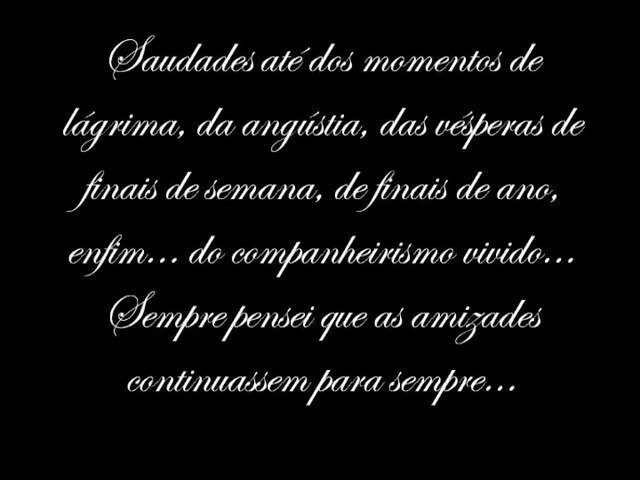 Saudades até dos momentos de
lágrima, da angústia, das vésperas de
finais de semana, de finais de ano,
enfim... do companheirismo vivido...
Sempre pensei que as amizades
continuassem para sempre...